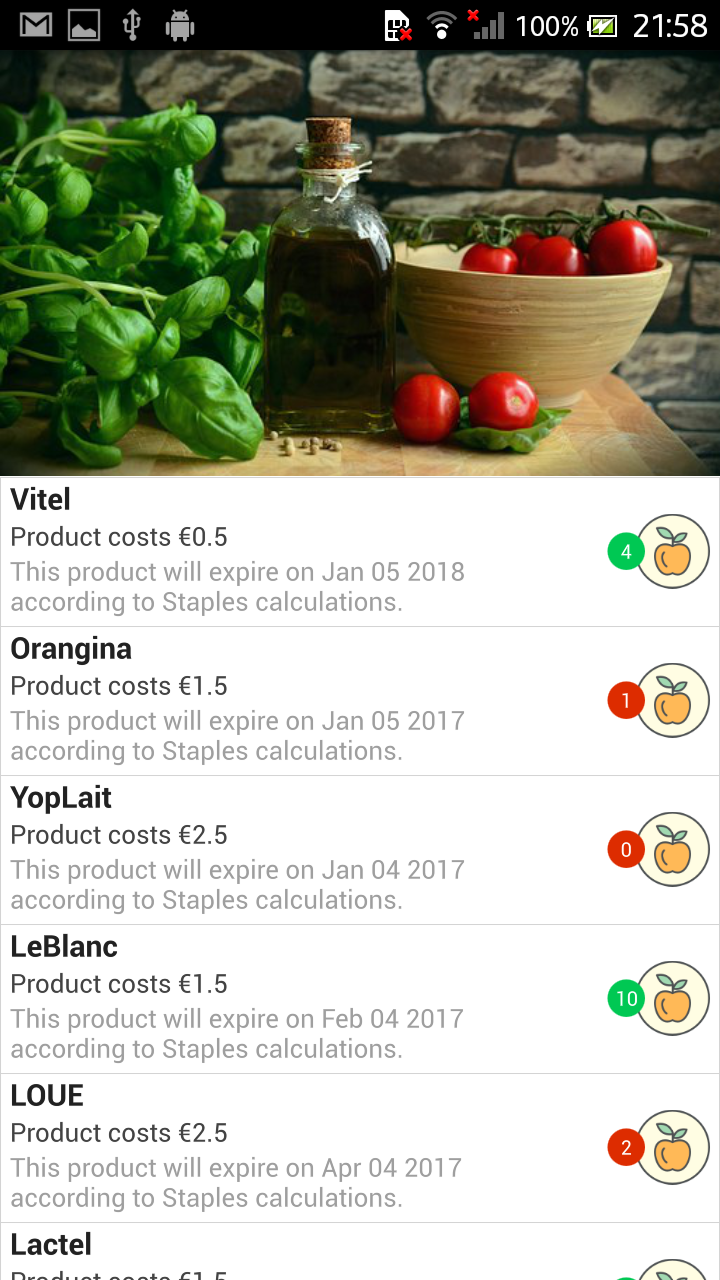 100% 21:58
Vitel
Product costs €0.5
This product will expire on Jan 05 2018
according to Staples calculations.
4
Orangina
Product costs €1.5
This product will expire on Jan 05 2017
according to Staples calculations.
1
YopLait
Product costs €2.5
This product will expire on Jan 04 2017
according to Staples calculations.
0
LeBlanc
Product costs €1.5
This product will expire on Feb 04 2017
according to Staples calculations.
10
LOUE
Product costs €2.5
This product will expire on Apr 04 2017
according to Staples calculations.
2
Lactel
Product costs €1.5